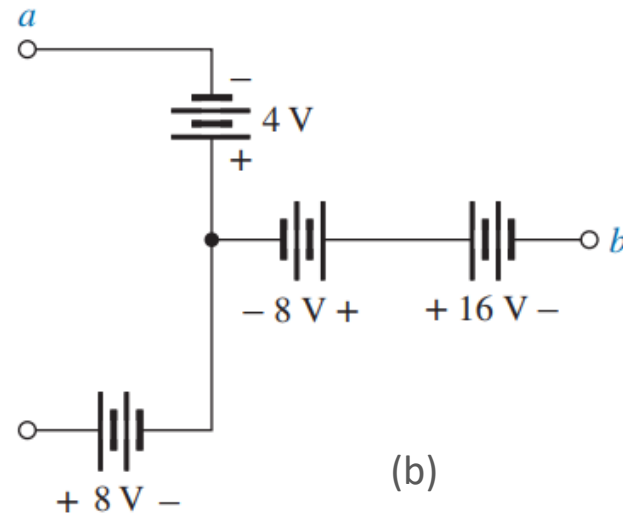 a
−
4 V
+
b
− 8 V +
+ 16 V −
(b)
+ 8 V −